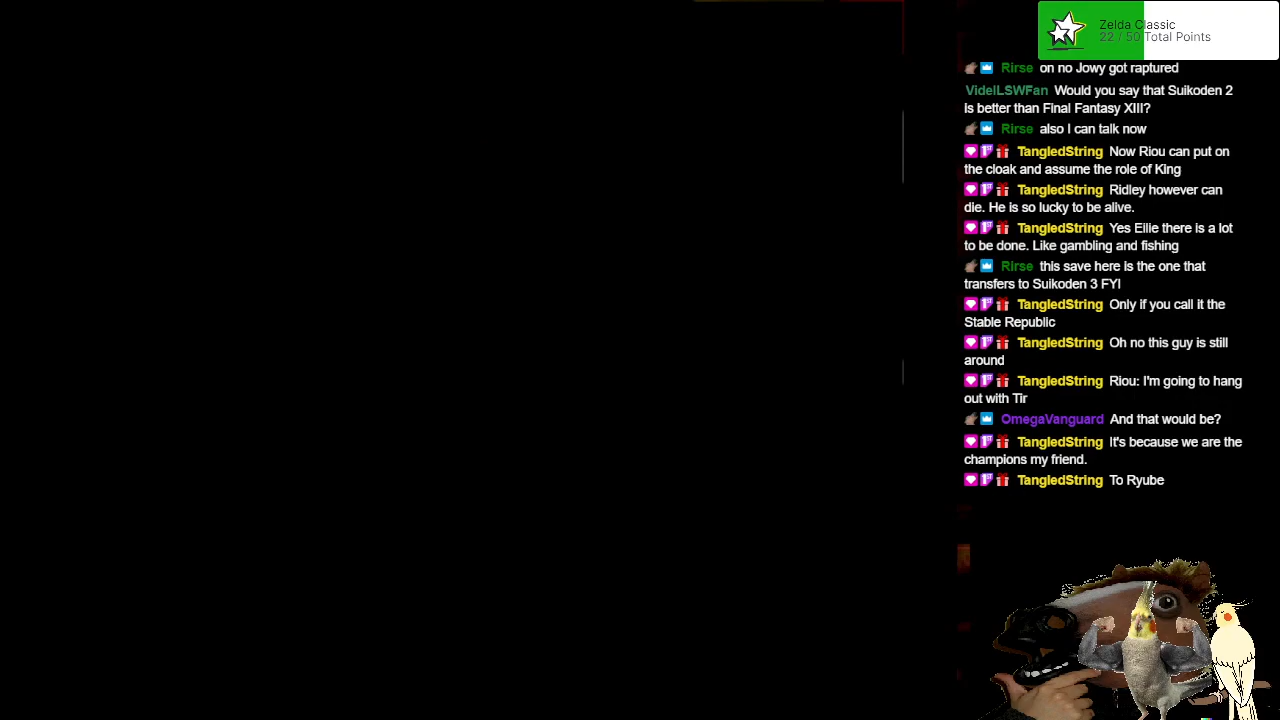 Zelda Classic
22 / 50 Total Points
Rirse on no Jowy got raptured
VidelLSWFan Would you say that Suikoden 2
is better than Final Fantasy XIII?
Rirse also I can talk now
TangledString Now Riou can put on
the cloak and assume the role of King
TangledString Ridley however can
die. He is so lucky to be alive.
TangledString Yes Ellie there is a lot
to be done. Like gambling and fishing
Rirse this save here is the one that
transfers to Suikoden 3 FYI
TangledString Only if you call it the
Stable Republic
TangledString Oh no this guy is still
around
TangledString Riou: I'm going to hang
out with Tir
OmegaVanguard And that would be?
TangledString It's because we are the
champions my friend.
TangledString To Ryube